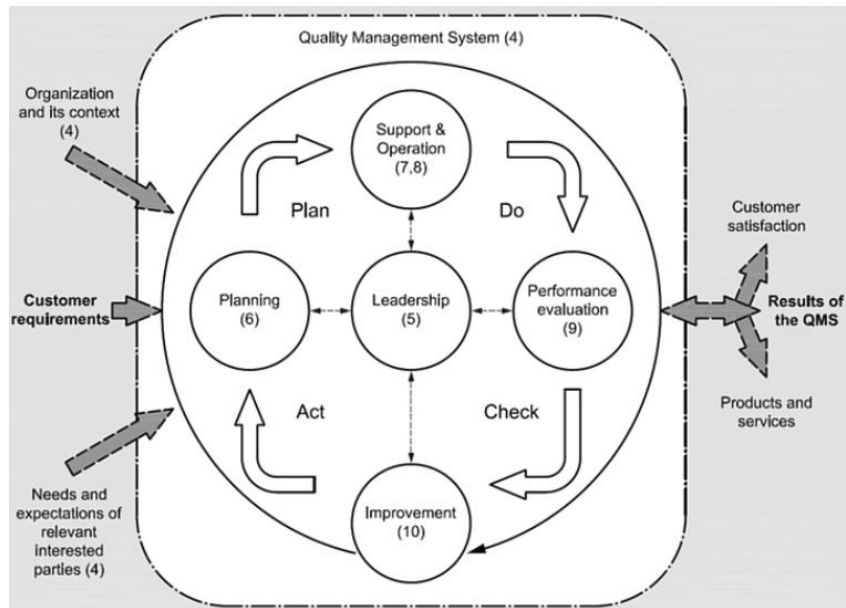 Quality Management System (4)
Organization
and its context
(4)
Support &
Operation
(7,8)
Plan
Do
Customer
satisfaction
Customer
requirements
Planning
(6)
Leadership
(5)
Performance
evaluation
(9)
Results of
the QMS
Act
Check
Products and
services
Needs and
expectations of
relevant
interested
parties (4)
Improvement
(10)